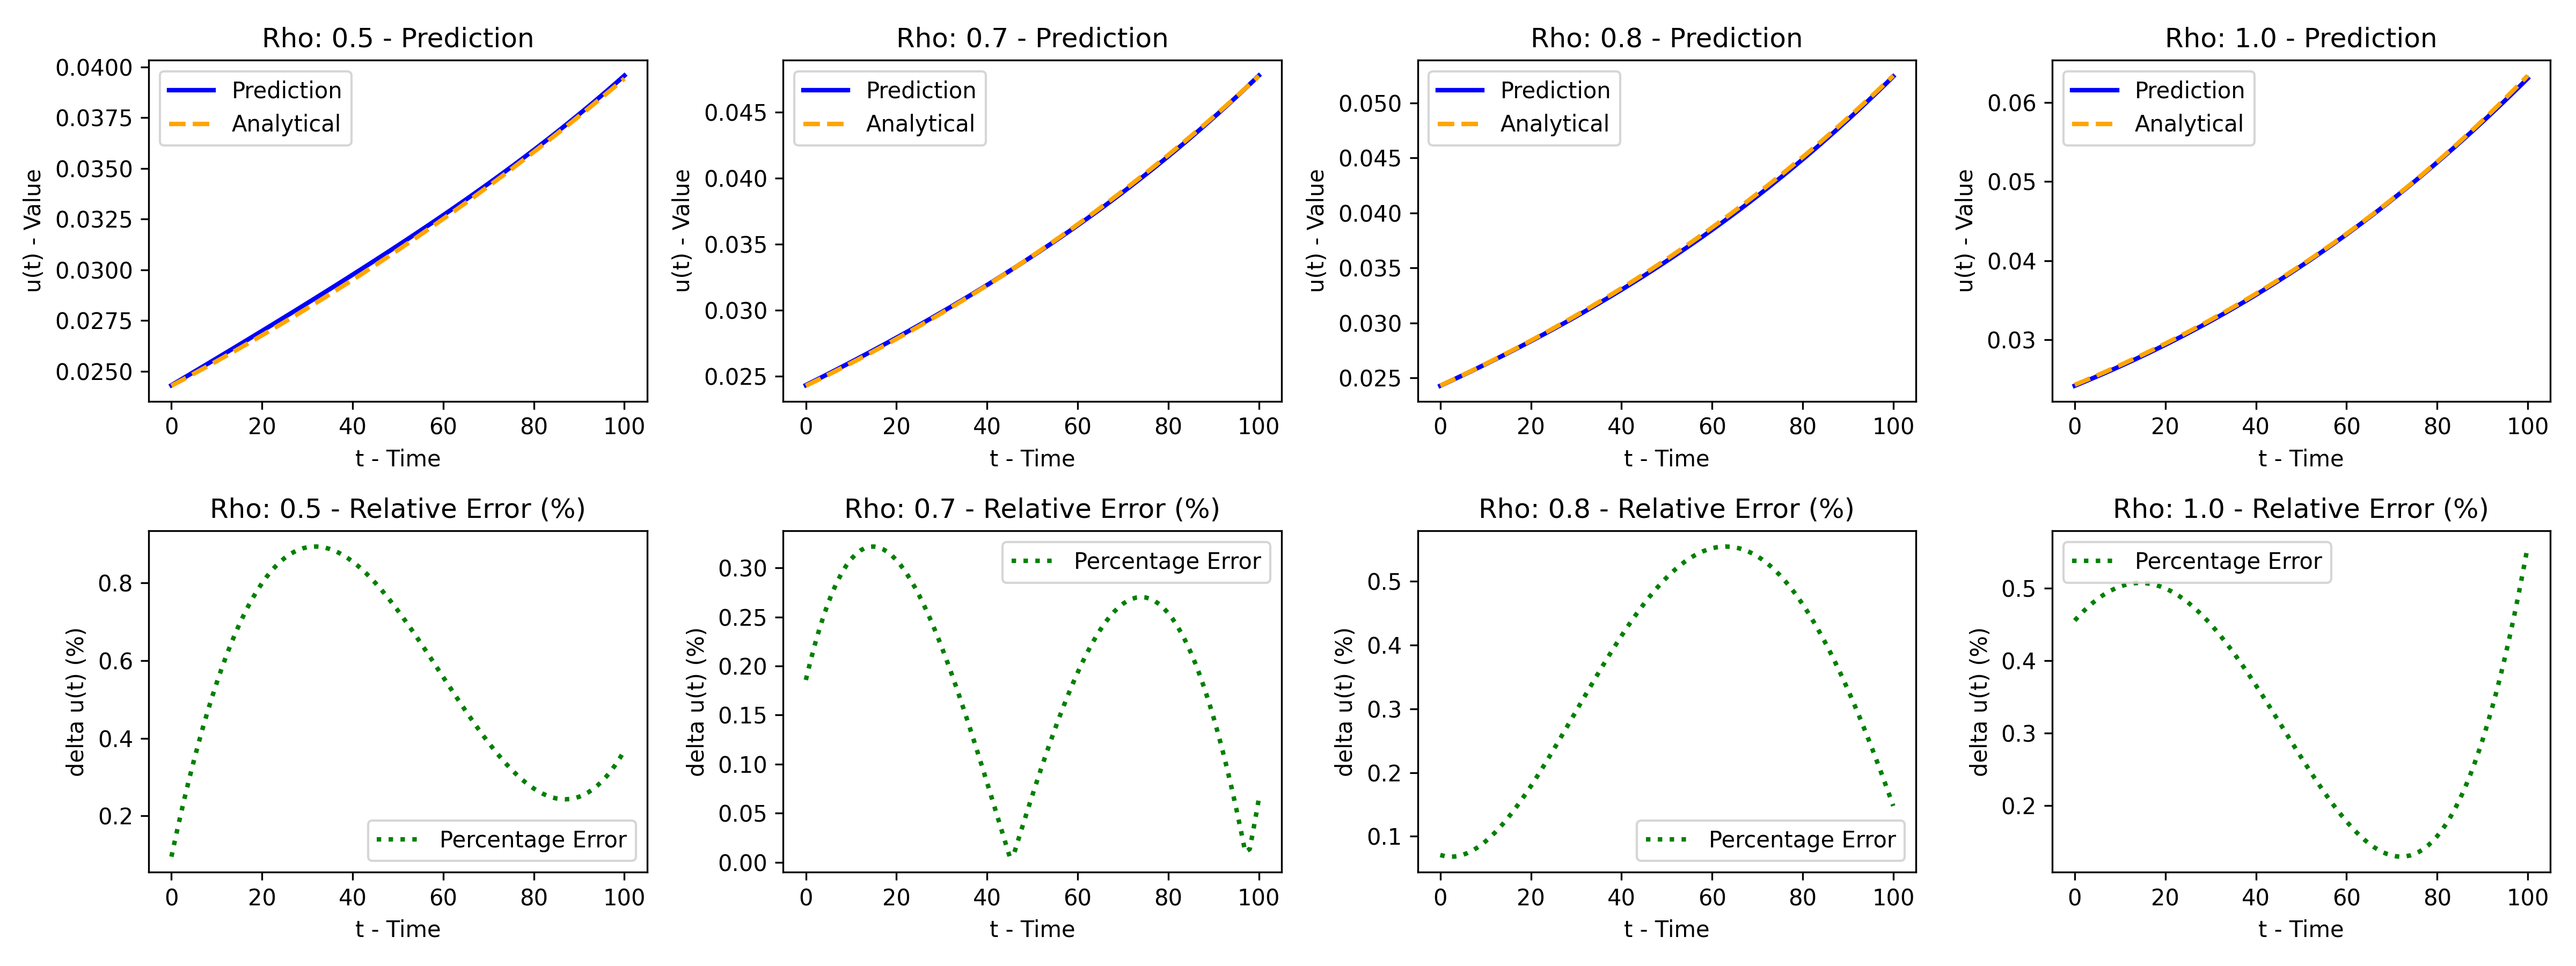 Rho: 0.5 - Prediction
0.0400
0.0375
0.0350
0.0325
0.0300
0.0275
0.0250
u(t) - Value
Prediction
Analytical
0 20 40 60 80 100
t - Time
Rho: 0.7 - Prediction
0.045
0.040
0.035
0.030
0.025
u(t) - Value
Prediction
Analytical
0 20 40 60 80 100
t - Time
Rho: 0.8 - Prediction
0.050
0.045
0.040
0.035
0.030
0.025
u(t) - Value
Prediction
Analytical
0 20 40 60 80 100
t - Time
Rho: 1.0 - Prediction
0.06
0.05
0.04
0.03
u(t) - Value
Prediction
Analytical
0 20 40 60 80 100
t - Time
Rho: 0.5 - Relative Error (%)
0.8
0.6
0.4
0.2
delta u(t) (%)
Percentage Error
0 20 40 60 80 100
t - Time
Rho: 0.7 - Relative Error (%)
0.30
0.25
0.20
0.15
0.10
0.05
0.00
delta u(t) (%)
Percentage Error
0 20 40 60 80 100
t - Time
Rho: 0.8 - Relative Error (%)
0.5
0.4
0.3
0.2
0.1
delta u(t) (%)
Percentage Error
0 20 40 60 80 100
t - Time
Rho: 1.0 - Relative Error (%)
0.5
0.4
0.3
0.2
delta u(t) (%)
Percentage Error
0 20 40 60 80 100
t - Time